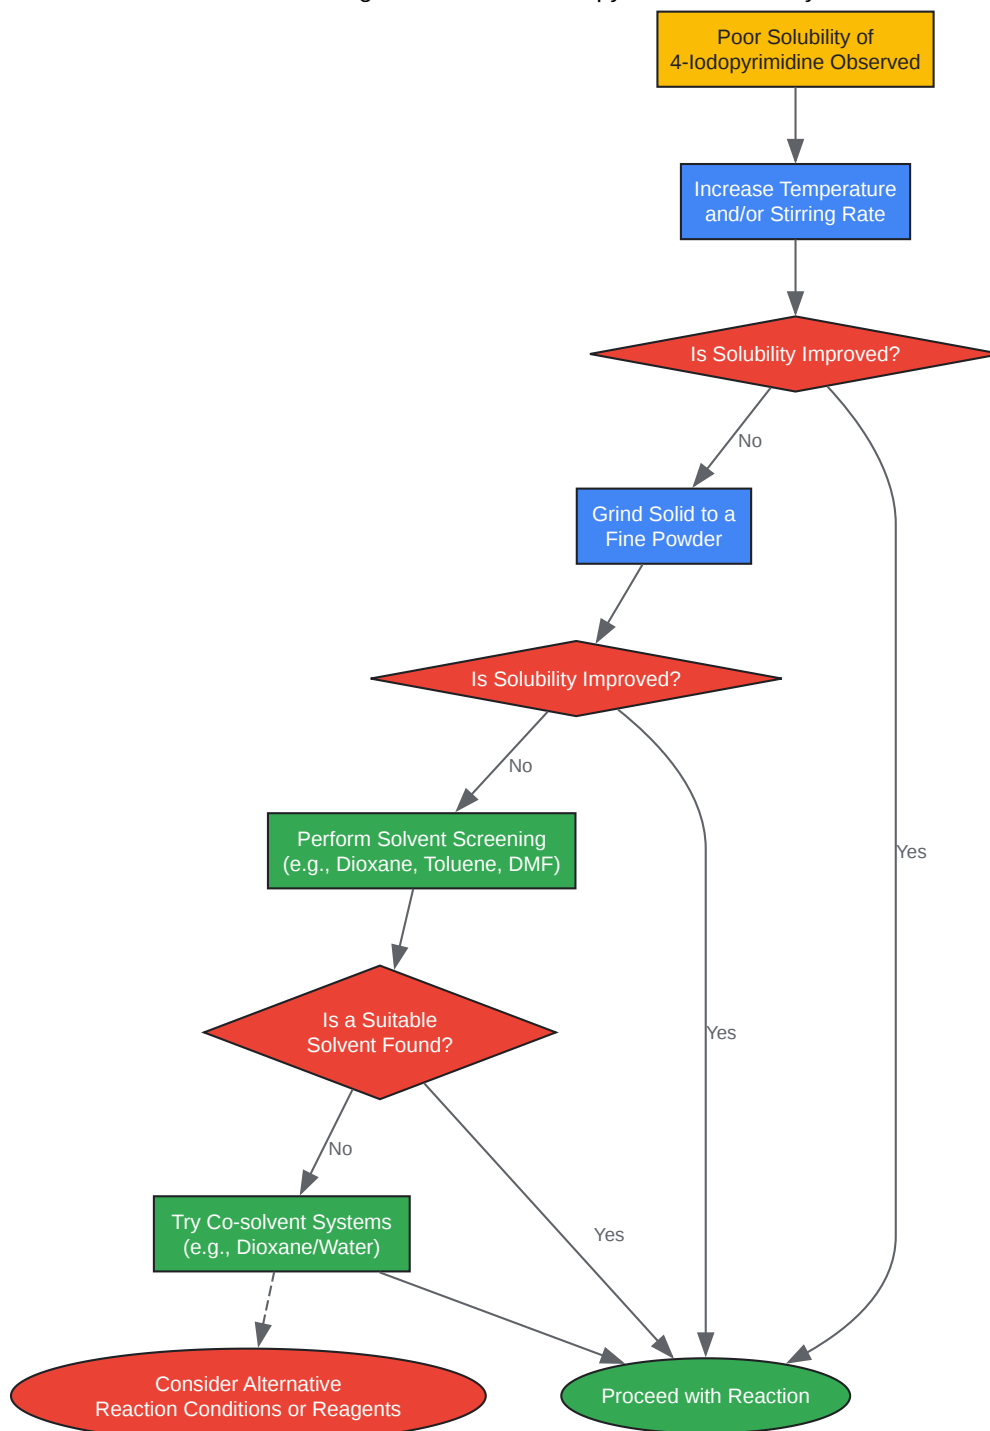 Poor Solubility of
4-Iodopyrimidine Observed
Increase Temperature
and/or Stirring Rate
Is Solubility Improved?
No
Grind Solid to a
Fine Powder
Is Solubility Improved?
No
Perform Solvent Screening
(e.g., Dioxane, Toluene, DMF)
Yes
Is a Suitable
Solvent Found?
Yes
No
Try Co-solvent Systems
(e.g., Dioxane/Water)
Yes
Consider Alternative
Reaction Conditions or Reagents
Proceed with Reaction